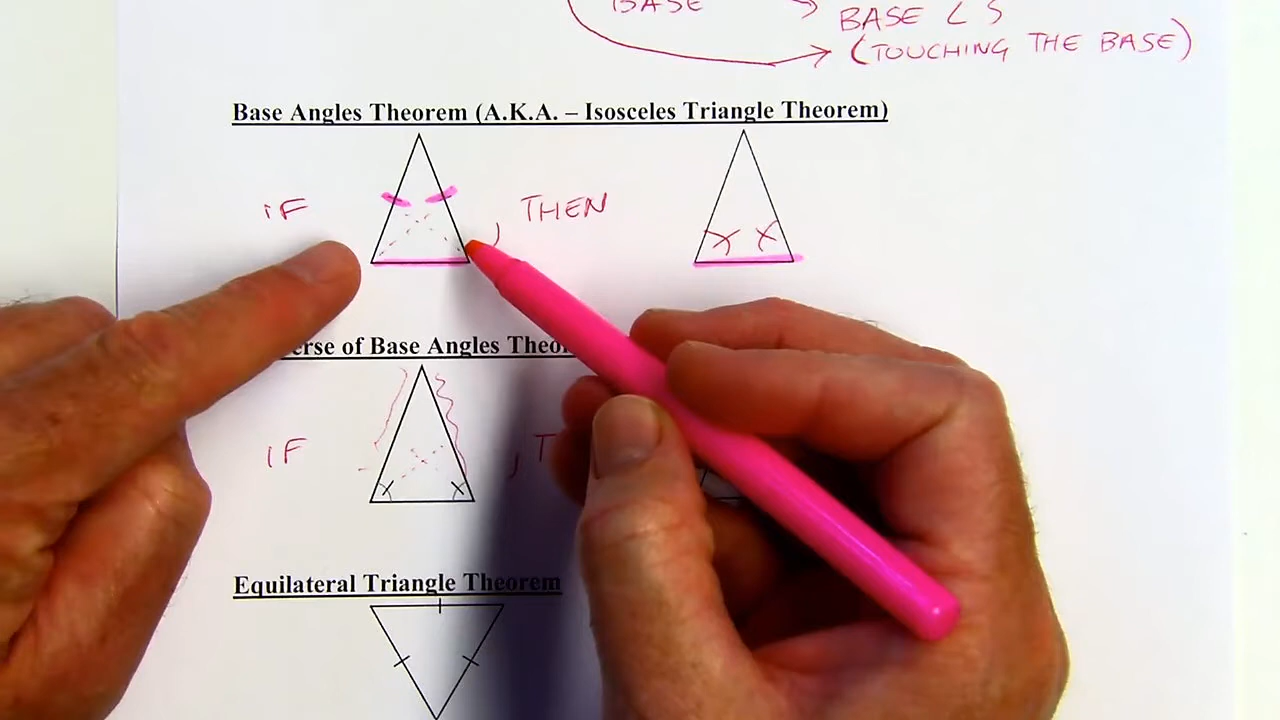 BASE
BASE ∠ S
(TOUCHING THE BASE)
Base Angles Theorem (A.K.A. – Isosceles Triangle Theorem)
IF , THEN
erse of Base Angles Theo
IF , T
Equilateral Triangle Theorem